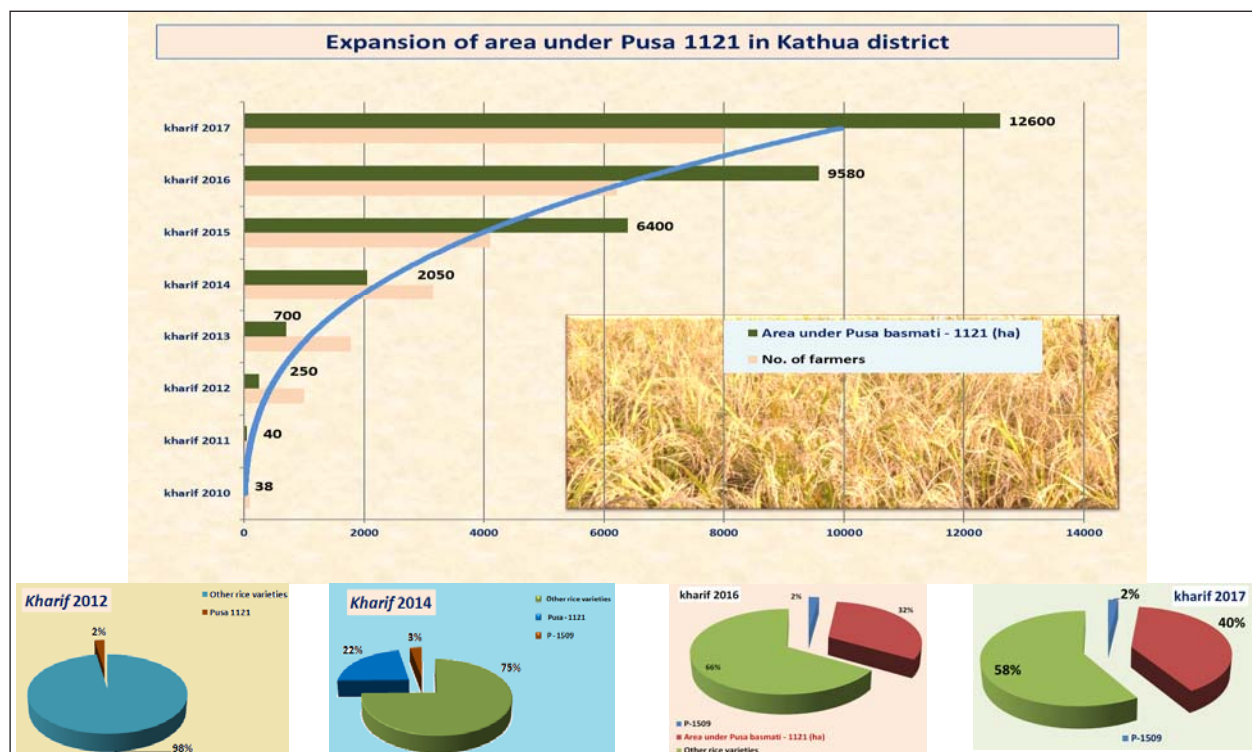 Expansion of area under Pusa 1121 in Kathua district
kharif 2017
12600
kharif 2016
9580
kharif 2015
6400
kharif 2014
2050
kharif 2013
700
kharif 2012
250
kharif 2011
40
kharif 2010
38
Area under Pusa basmati - 1121 (ha)
No. of farmers
0 2000 4000 6000 8000 10000 12000 14000
Kharif 2012
Other rice varieties
Pusa 1121
2%
98%
Kharif 2014
Other rice varieties
Pusa - 1121
P - 1509
22%
3%
75%
kharif 2016
2%
32%
66%
P-1509
Area under Pusa basmati - 1121 (ha)
Other rice varieties
kharif 2017
2%
40%
58%
P-1509